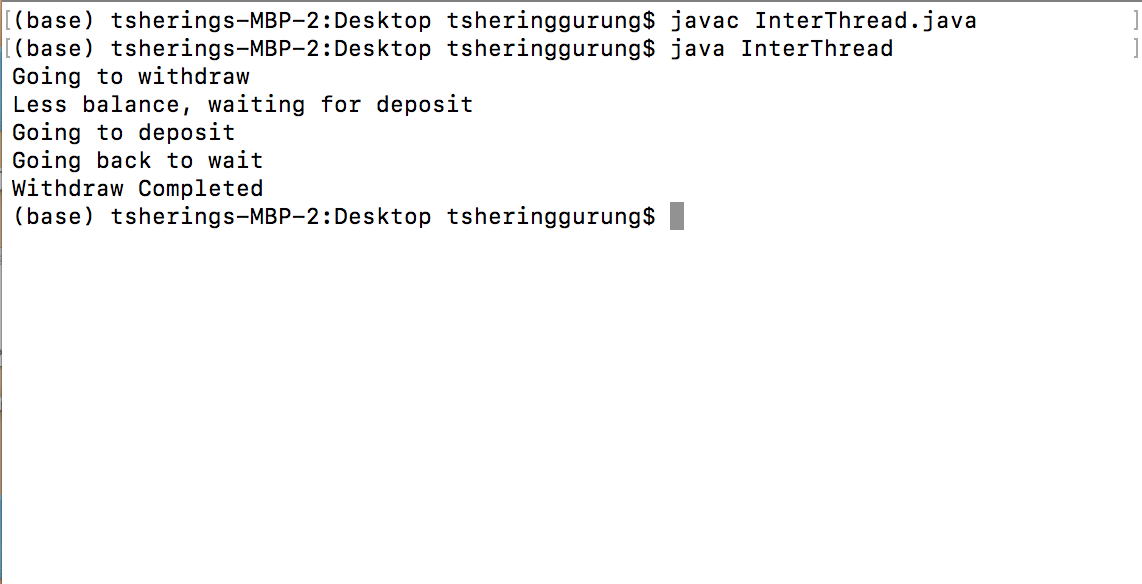 [(base) tsherings-MBP-2:Desktop tsheringgurung$ javac InterThread.java ]
[(base) tsherings-MBP-2:Desktop tsheringgurung$ java InterThread ]
Going to withdraw
Less balance, waiting for deposit
Going to deposit
Going back to wait
Withdraw Completed
(base) tsherings-MBP-2:Desktop tsheringgurung$